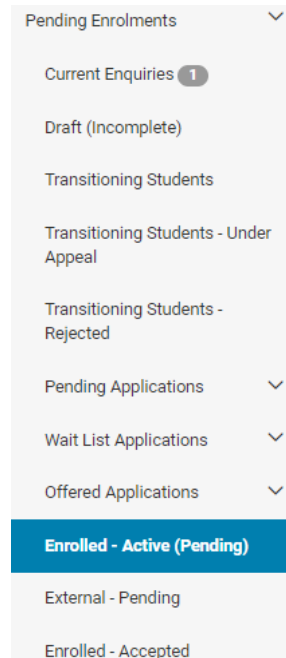 Pending Enrolments
Current Enquiries 1
Draft (Incomplete)
Transitioning Students
Transitioning Students - Under
Appeal
Transitioning Students -
Rejected
Pending Applications
Wait List Applications
Offered Applications
Enrolled - Active (Pending)
External - Pending
Enrolled - Accepted